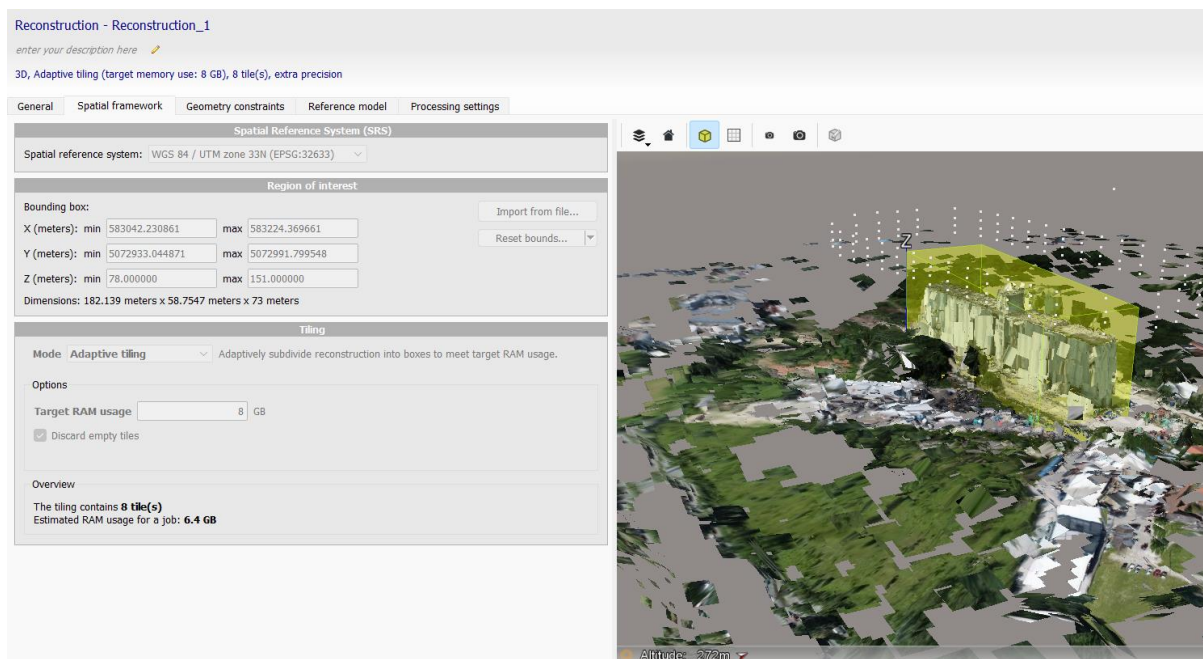 Reconstruction - Reconstruction_1
enter your description here
3D, Adaptive tiling (target memory use: 8 GB), 8 tile(s), extra precision
General Spatial framework Geometry constraints Reference model Processing settings
Spatial Reference System (SRS)
Spatial reference system: WGS 84 / UTM zone 33N (EPSG:32633)
Region of interest
Bounding box:
Import from file...
X (meters): min 583042.230861 max 583224.369661
Reset bounds...
Y (meters): min 5072933.044871 max 5072991.799548
Z (meters): min 78.000000 max 151.000000
Dimensions: 182.139 meters x 58.7547 meters x 73 meters
Tiling
Mode Adaptive tiling Adaptively subdivide reconstruction into boxes to meet target RAM usage.
Options
Target RAM usage 8 GB
Discard empty tiles
Overview
The tiling contains 8 tile(s)
Estimated RAM usage for a job: 6.4 GB
Z
Altitude: 272m